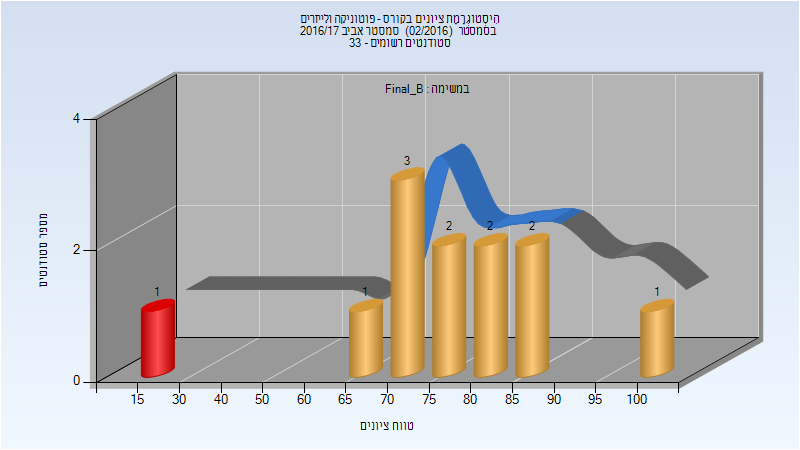 היסטוגרמת ציונים בקורס - פוטוניקה ולייזרים
בסמסטר (02/2016) סמסטר אביב 2016/17
סטודנטים רשומים - 33
במשימה : Final_B
מספר סטודנטים
4
2
0
1
1
3
2
2
2
1
15 30 40 50 60 65 70 75 80 85 90 95 100
טווח ציונים